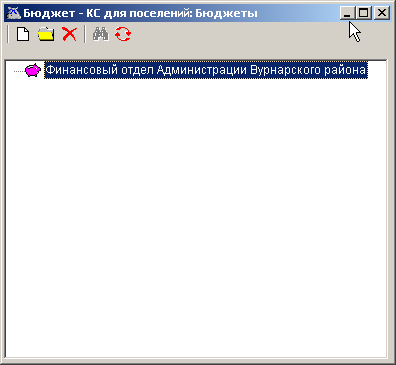 Бюджет - КС для поселений: Бюджеты
Финансовый отдел Администрации Вурнарского района